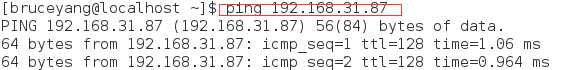 [bruceyang@localhost ~]$ ping 192.168.31.87
PING 192.168.31.87 (192.168.31.87) 56(84) bytes of data.
64 bytes from 192.168.31.87: icmp_seq=1 ttl=128 time=1.06 ms
64 bytes from 192.168.31.87: icmp_seq=2 ttl=128 time=0.964 ms